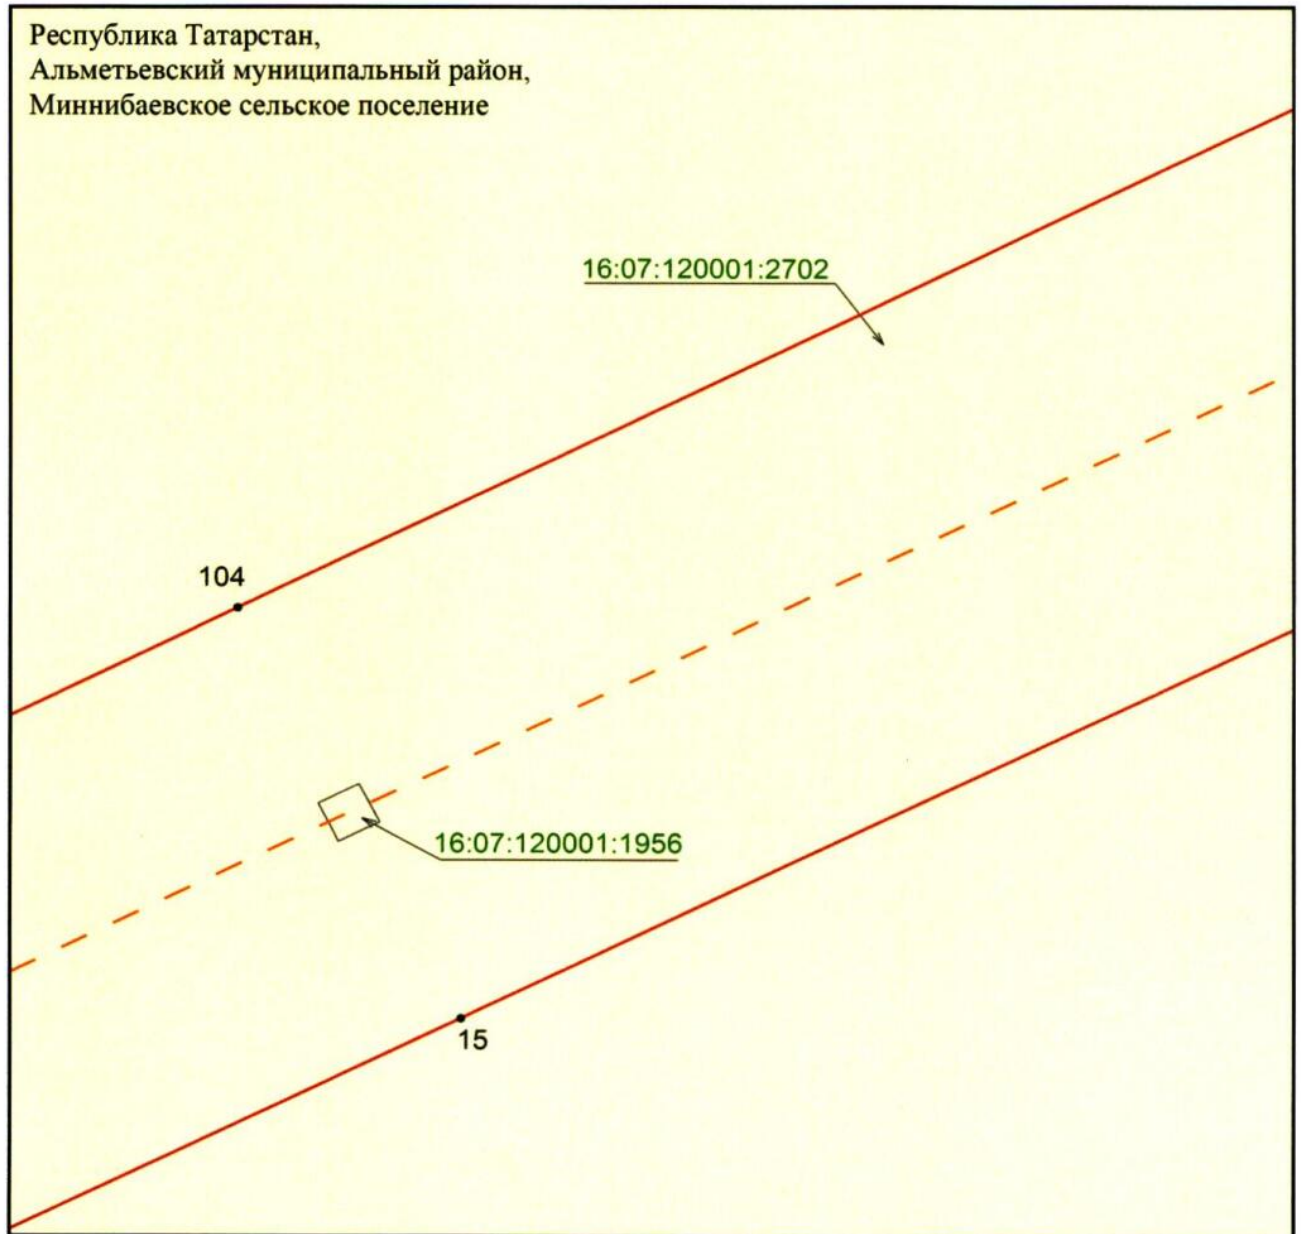 Республика Татарстан,
Альметьевский муниципальный район,
Миннибаевское сельское поселение
16:07:120001:2702
104
16:07:120001:1956
15